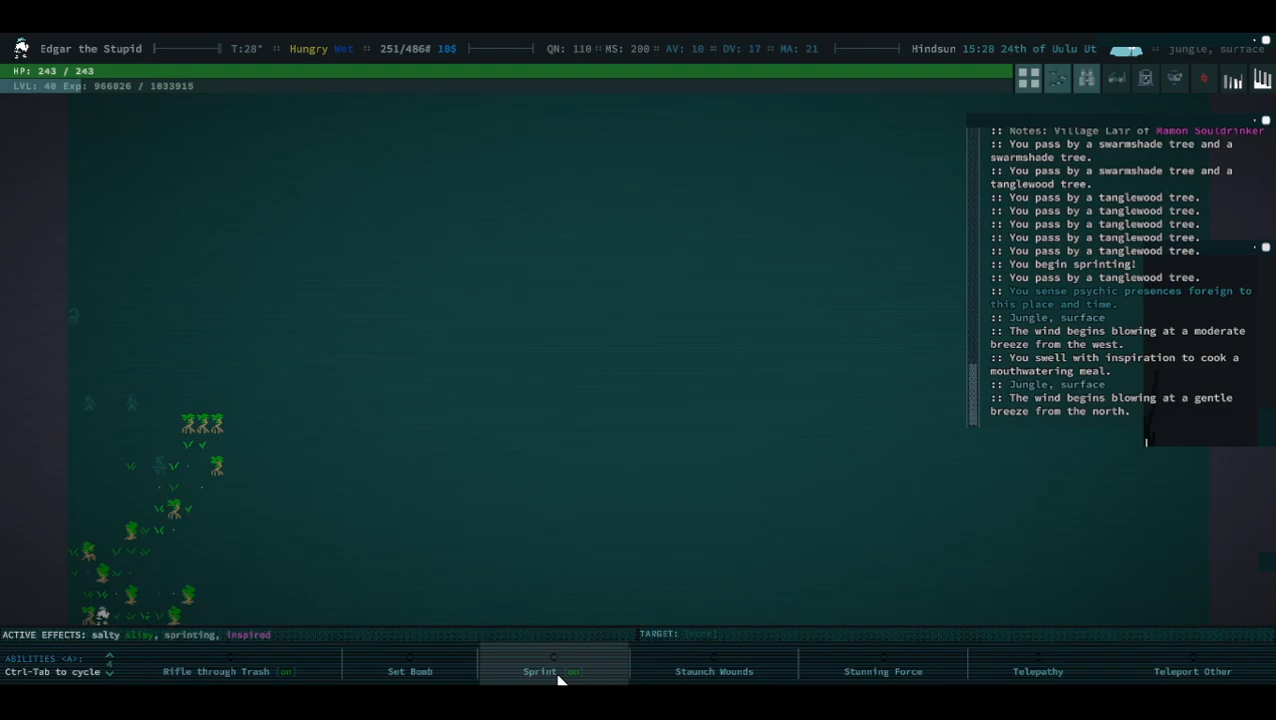 Edgar the Stupid T:28° Hungry Wet 251/486# 10$ QN: 110 :: MS: 200 :: AV: 10 :: DV: 17 :: MA: 21 Hindsun 15:28 24th of Uulu Ut :: jungle, surface
HP: 243 / 243
LVL: 40 Exp: 966026 / 1033915
:: Notes: Village Lair of Mamon Souldrinker
:: You pass by a swarmshade tree and a
swarmshade tree.
:: You pass by a swarmshade tree and a
tanglewood tree.
:: You pass by a tanglewood tree.
:: You pass by a tanglewood tree.
:: You pass by a tanglewood tree.
:: You pass by a tanglewood tree.
:: You pass by a tanglewood tree.
:: You begin sprinting!
:: You pass by a tanglewood tree.
:: You sense psychic presences foreign to
this place and time.
:: Jungle, surface
:: The wind begins blowing at a moderate
breeze from the west.
:: You swell with inspiration to cook a
mouthwatering meal.
:: Jungle, surface
:: The wind begins blowing at a gentle
breeze from the north.
ACTIVE EFFECTS: salty slimy, sprinting, inspired TARGET: [none]
ABILITIES <A>: 4
Ctrl-Tab to cycle Rifle through Trash [on] Set Bomb Sprint [on] Staunch Wounds Stunning Force Telepathy Teleport Other